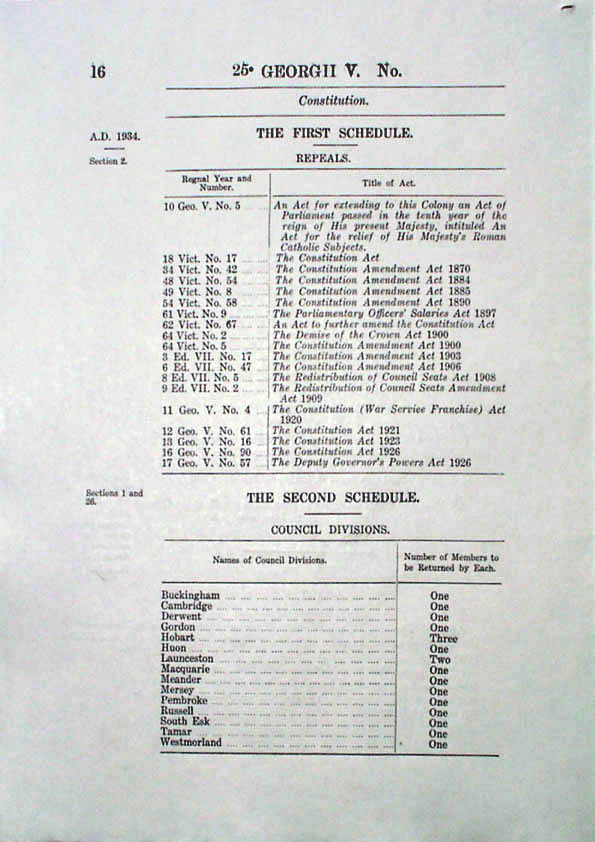 16 25° GEORGII V. No.
Constitution.
A.D. 1934.
THE FIRST SCHEDULE.
Section 2.
REPEALS.
Regnal Year and Number. Title of Act.
10 Geo. V. No. 5 An Act for extending to this Colony an Act of
Parliament passed in the tenth year of the
reign of His present Majesty, intituled An
Act for the relief of His Majesty's Roman
Catholic Subjects.
18 Vict. No. 17 .... The Constitution Act
34 Vict. No. 42 .... The Constitution Amendment Act 1870
48 Vict. No. 54 .... The Constitution Amendment Act 1884
49 Vict. No. 8 .... The Constitution Amendment Act 1885
54 Vict. No. 58 .... The Constitution Amendment Act 1890
61 Vict. No. 9 .... The Parliamentary Officers' Salaries Act 1897
62 Vict. No. 67 .... An Act to further amend the Constitution Act
64 Vict. No. 2 .... The Demise of the Crown Act 1900
64 Vict. No. 5 .... The Constitution Amendment Act 1900
3 Ed. VII. No. 17 .... The Constitution Amendment Act 1903
6 Ed. VII. No. 47 .... The Constitution Amendment Act 1906
8 Ed. VII. No. 5 .... The Redistribution of Council Seats Act 1908
9 Ed. VII. No. 2 .... The Redistribution of Council Seats Amendment
Act 1909
11 Geo. V. No. 4 .... The Constitution (War Service Franchise) Act
1920
12 Geo. V. No. 61 The Constitution Act 1921
13 Geo. V. No. 16 The Constitution Act 1923
16 Geo. V. No. 90 The Constitution Act 1926
17 Geo. V. No. 57 The Deputy Governor's Powers Act 1926
Sections 1 and
26.
THE SECOND SCHEDULE.
COUNCIL DIVISIONS.
Names of Council Divisions. Number of Members to
be Returned by Each.
Buckingham One
Cambridge One
Derwent One
Gordon One
Hobart Three
Huon One
Launceston Two
Macquarie One
Meander One
Mersey One
Pembroke One
Russell One
South Esk One
Tamar One
Westmorland One